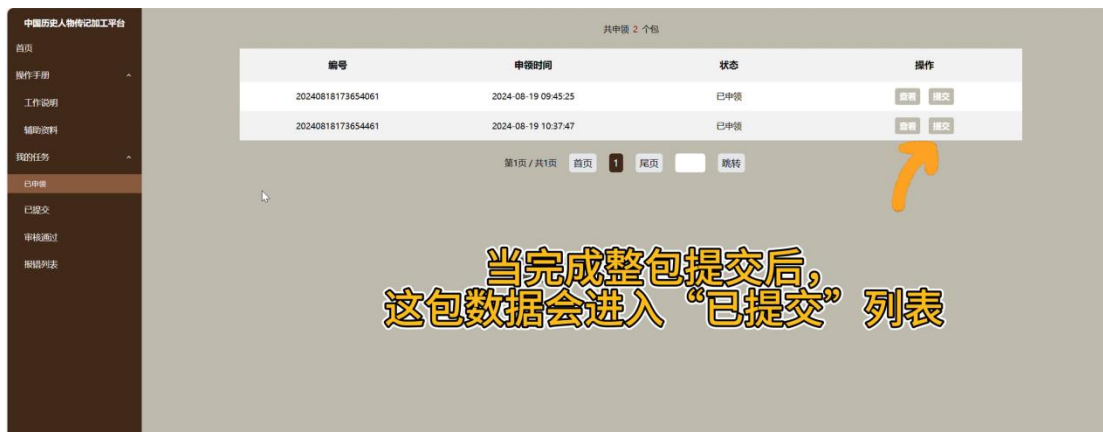 中国历史人物传记加工平台
首页
操作手册
工作说明
辅助资料
我的任务
已申领
已提交
审核通过
报错列表
共申领 2 个包
编号 申领时间 状态 操作
20240818173654061 2024-08-19 09:45:25 已申领 查看 提交
20240818173654461 2024-08-19 10:37:47 已申领 查看 提交
第1页 / 共1页 首页 1 尾页 跳转
当完成整包提交后，
这包数据会进入“已提交”列表